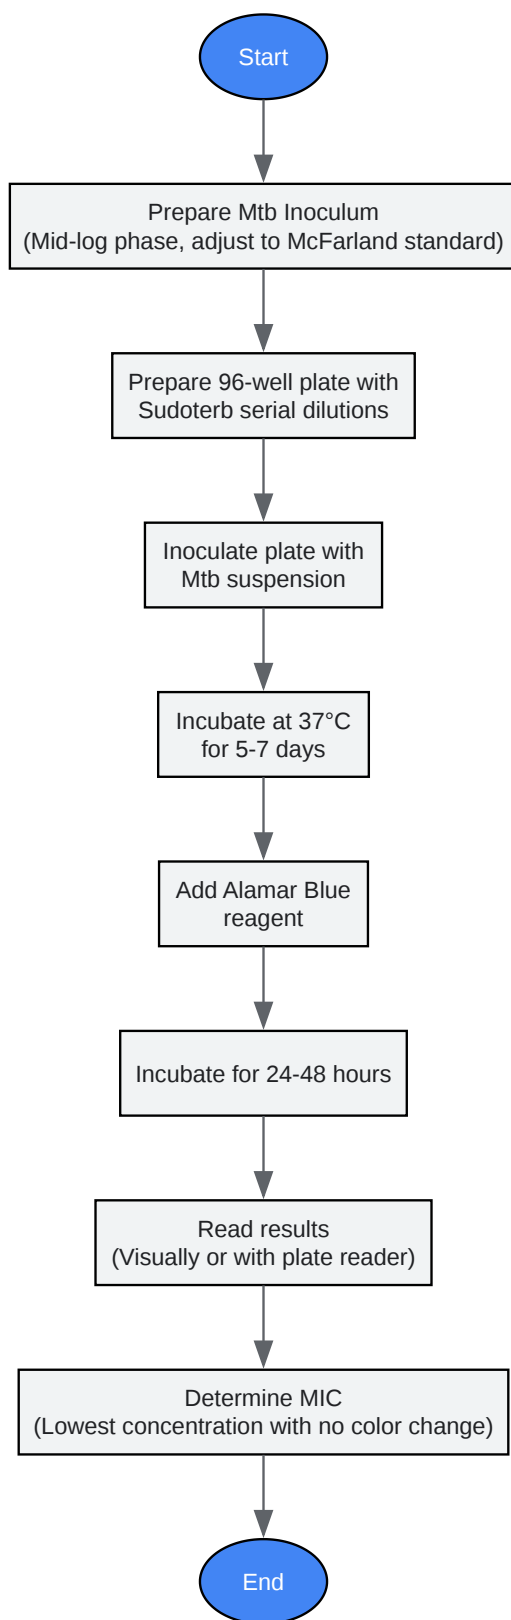 Start
Prepare Mtb Inoculum
(Mid-log phase, adjust to McFarland standard)
Prepare 96-well plate with
Sudoterb serial dilutions
Inoculate plate with
Mtb suspension
Incubate at 37°C
for 5-7 days
Add Alamar Blue
reagent
Incubate for 24-48 hours
Read results
(Visually or with plate reader)
Determine MIC
(Lowest concentration with no color change)
End